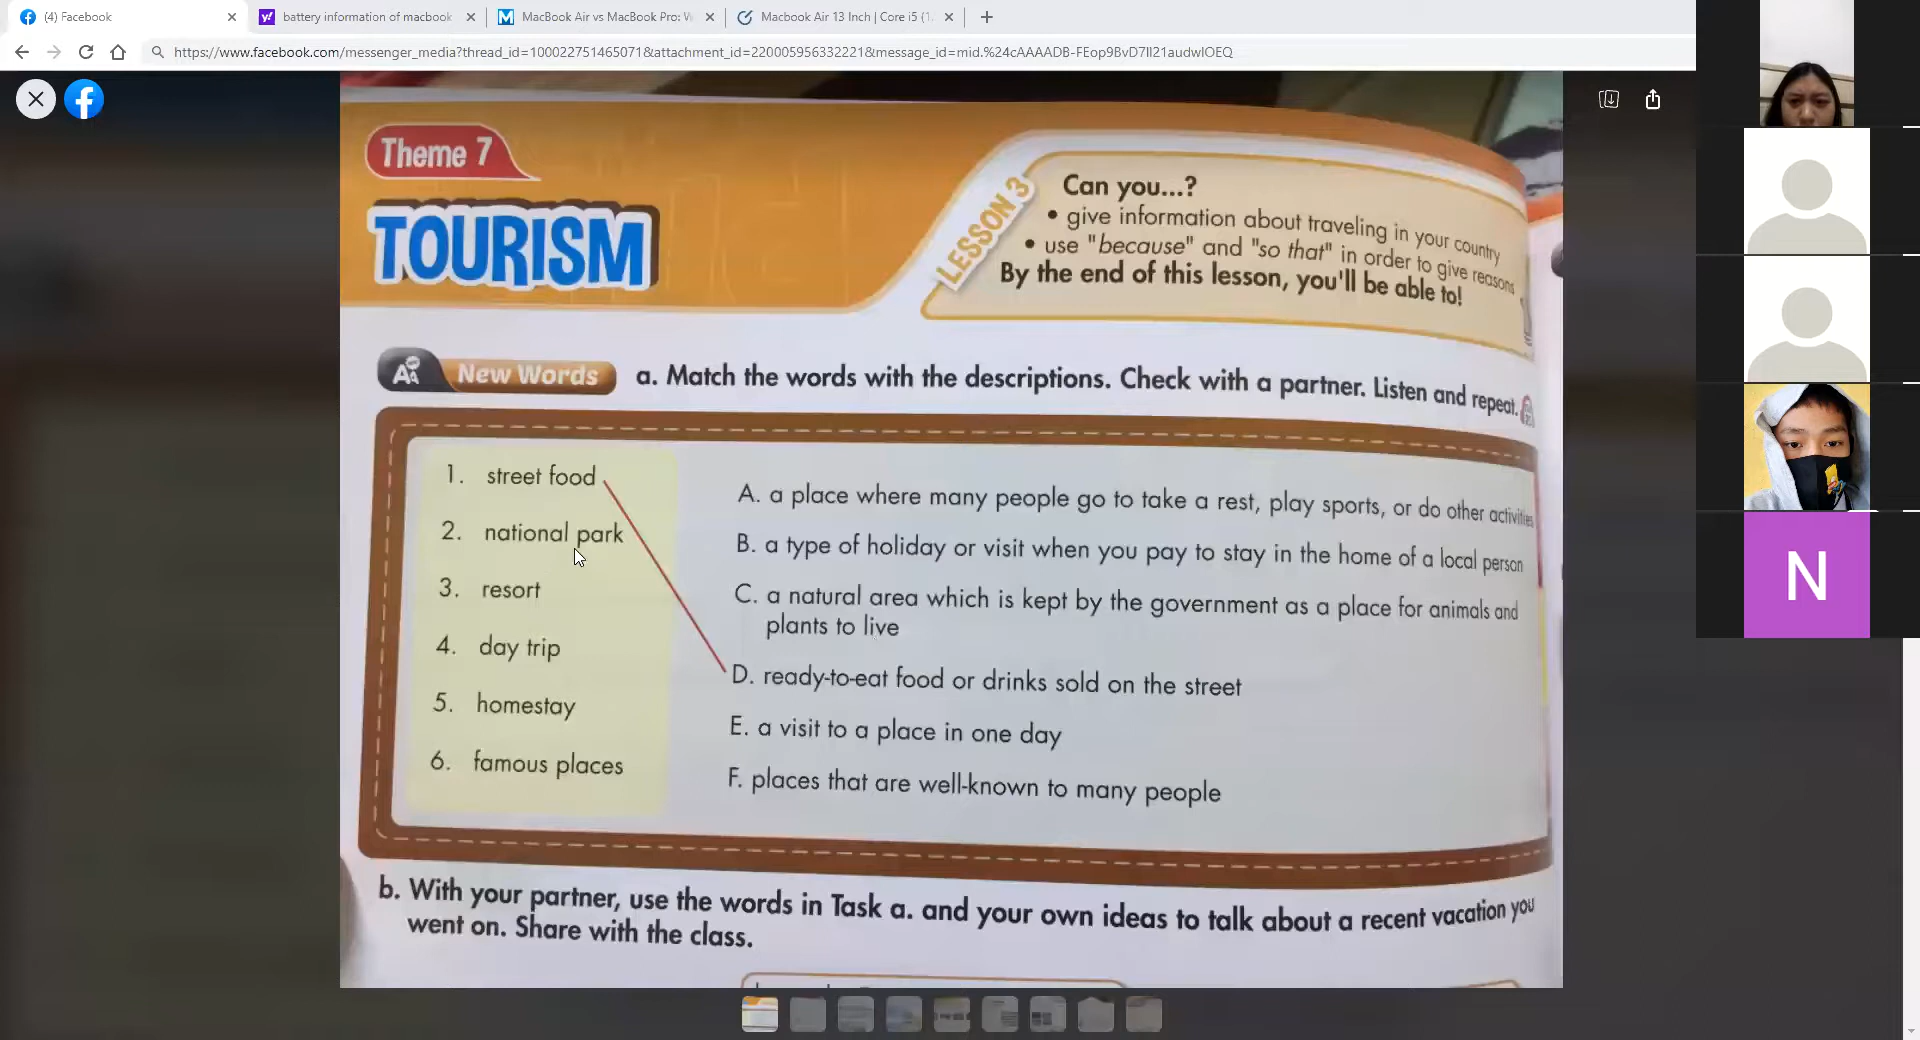 (4) Facebook
battery information of macbook
MacBook Air vs MacBook Pro: W
Macbook Air 13 Inch | Core i5 (1.
https://www.facebook.com/messenger_media?thread_id=100022751465071&attachment_id=220005956332221&message_id=mid.%24cAAAADB-FEop9BvD7Il21audwIOEQ
Theme 7
TOURISM
LESSON 3
Can you...?
• give information about traveling in your country
• use "because" and "so that" in order to give reasons
By the end of this lesson, you'll be able to!
New Words
a. Match the words with the descriptions. Check with a partner. Listen and repeat.
1. street food
2. national park
3. resort
4. day trip
5. homestay
6. famous places
A. a place where many people go to take a rest, play sports, or do other activities
B. a type of holiday or visit when you pay to stay in the home of a local person
C. a natural area which is kept by the government as a place for animals and
plants to live
D. ready-to-eat food or drinks sold on the street
E. a visit to a place in one day
F. places that are well-known to many people
b. With your partner, use the words in Task a. and your own ideas to talk about a recent vacation you
went on. Share with the class.
N